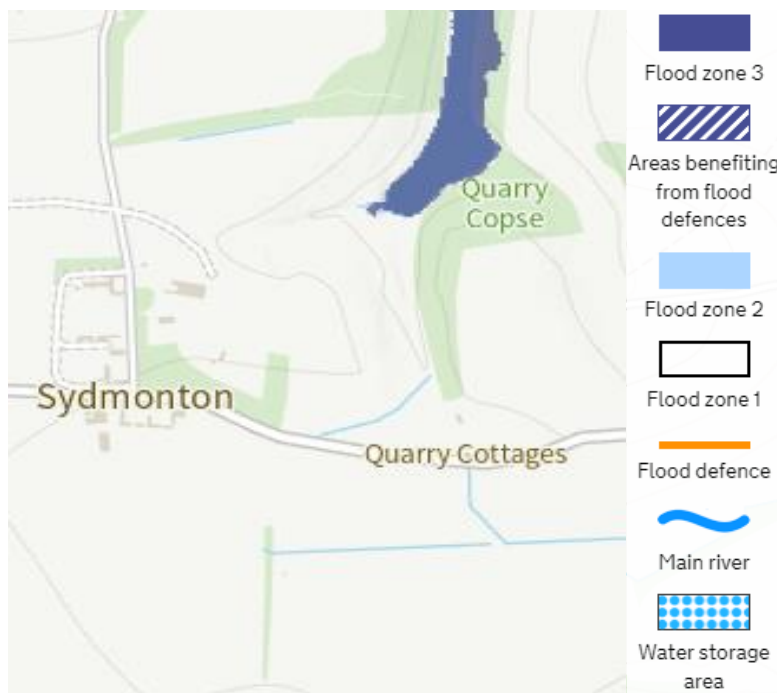 Quarry
Copse
Sydmonton
Quarry Cottages
Flood zone 3
Areas benefiting
from flood
defences
Flood zone 2
Flood zone 1
Flood defence
Main river
Water storage
area